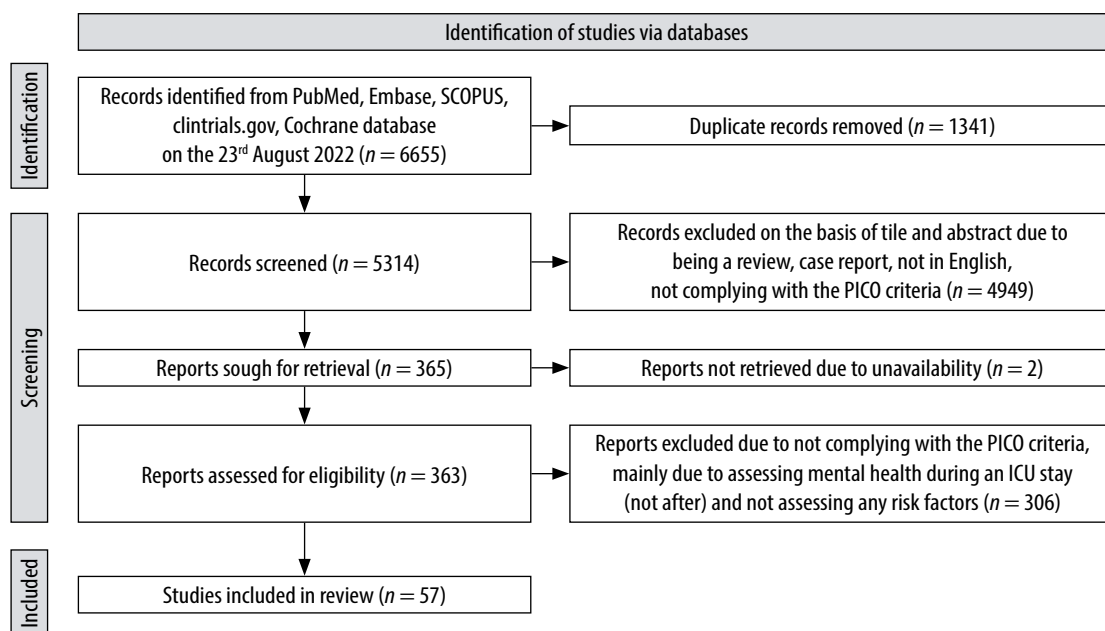 Identification of studies via databases
Identification
Records identified from PubMed, Embase, SCOPUS,
clintrials.gov, Cochrane database
on the 23rd August 2022 (n = 6655)
Duplicate records removed (n = 1341)
Screening
Records screened (n = 5314)
Records excluded on the basis of tile and abstract due to
being a review, case report, not in English,
not complying with the PICO criteria (n = 4949)
Reports sough for retrieval (n = 365)
Reports not retrieved due to unavailability (n = 2)
Reports assessed for eligibility (n = 363)
Reports excluded due to not complying with the PICO criteria,
mainly due to assessing mental health during an ICU stay
(not after) and not assessing any risk factors (n = 306)
Included
Studies included in review (n = 57)